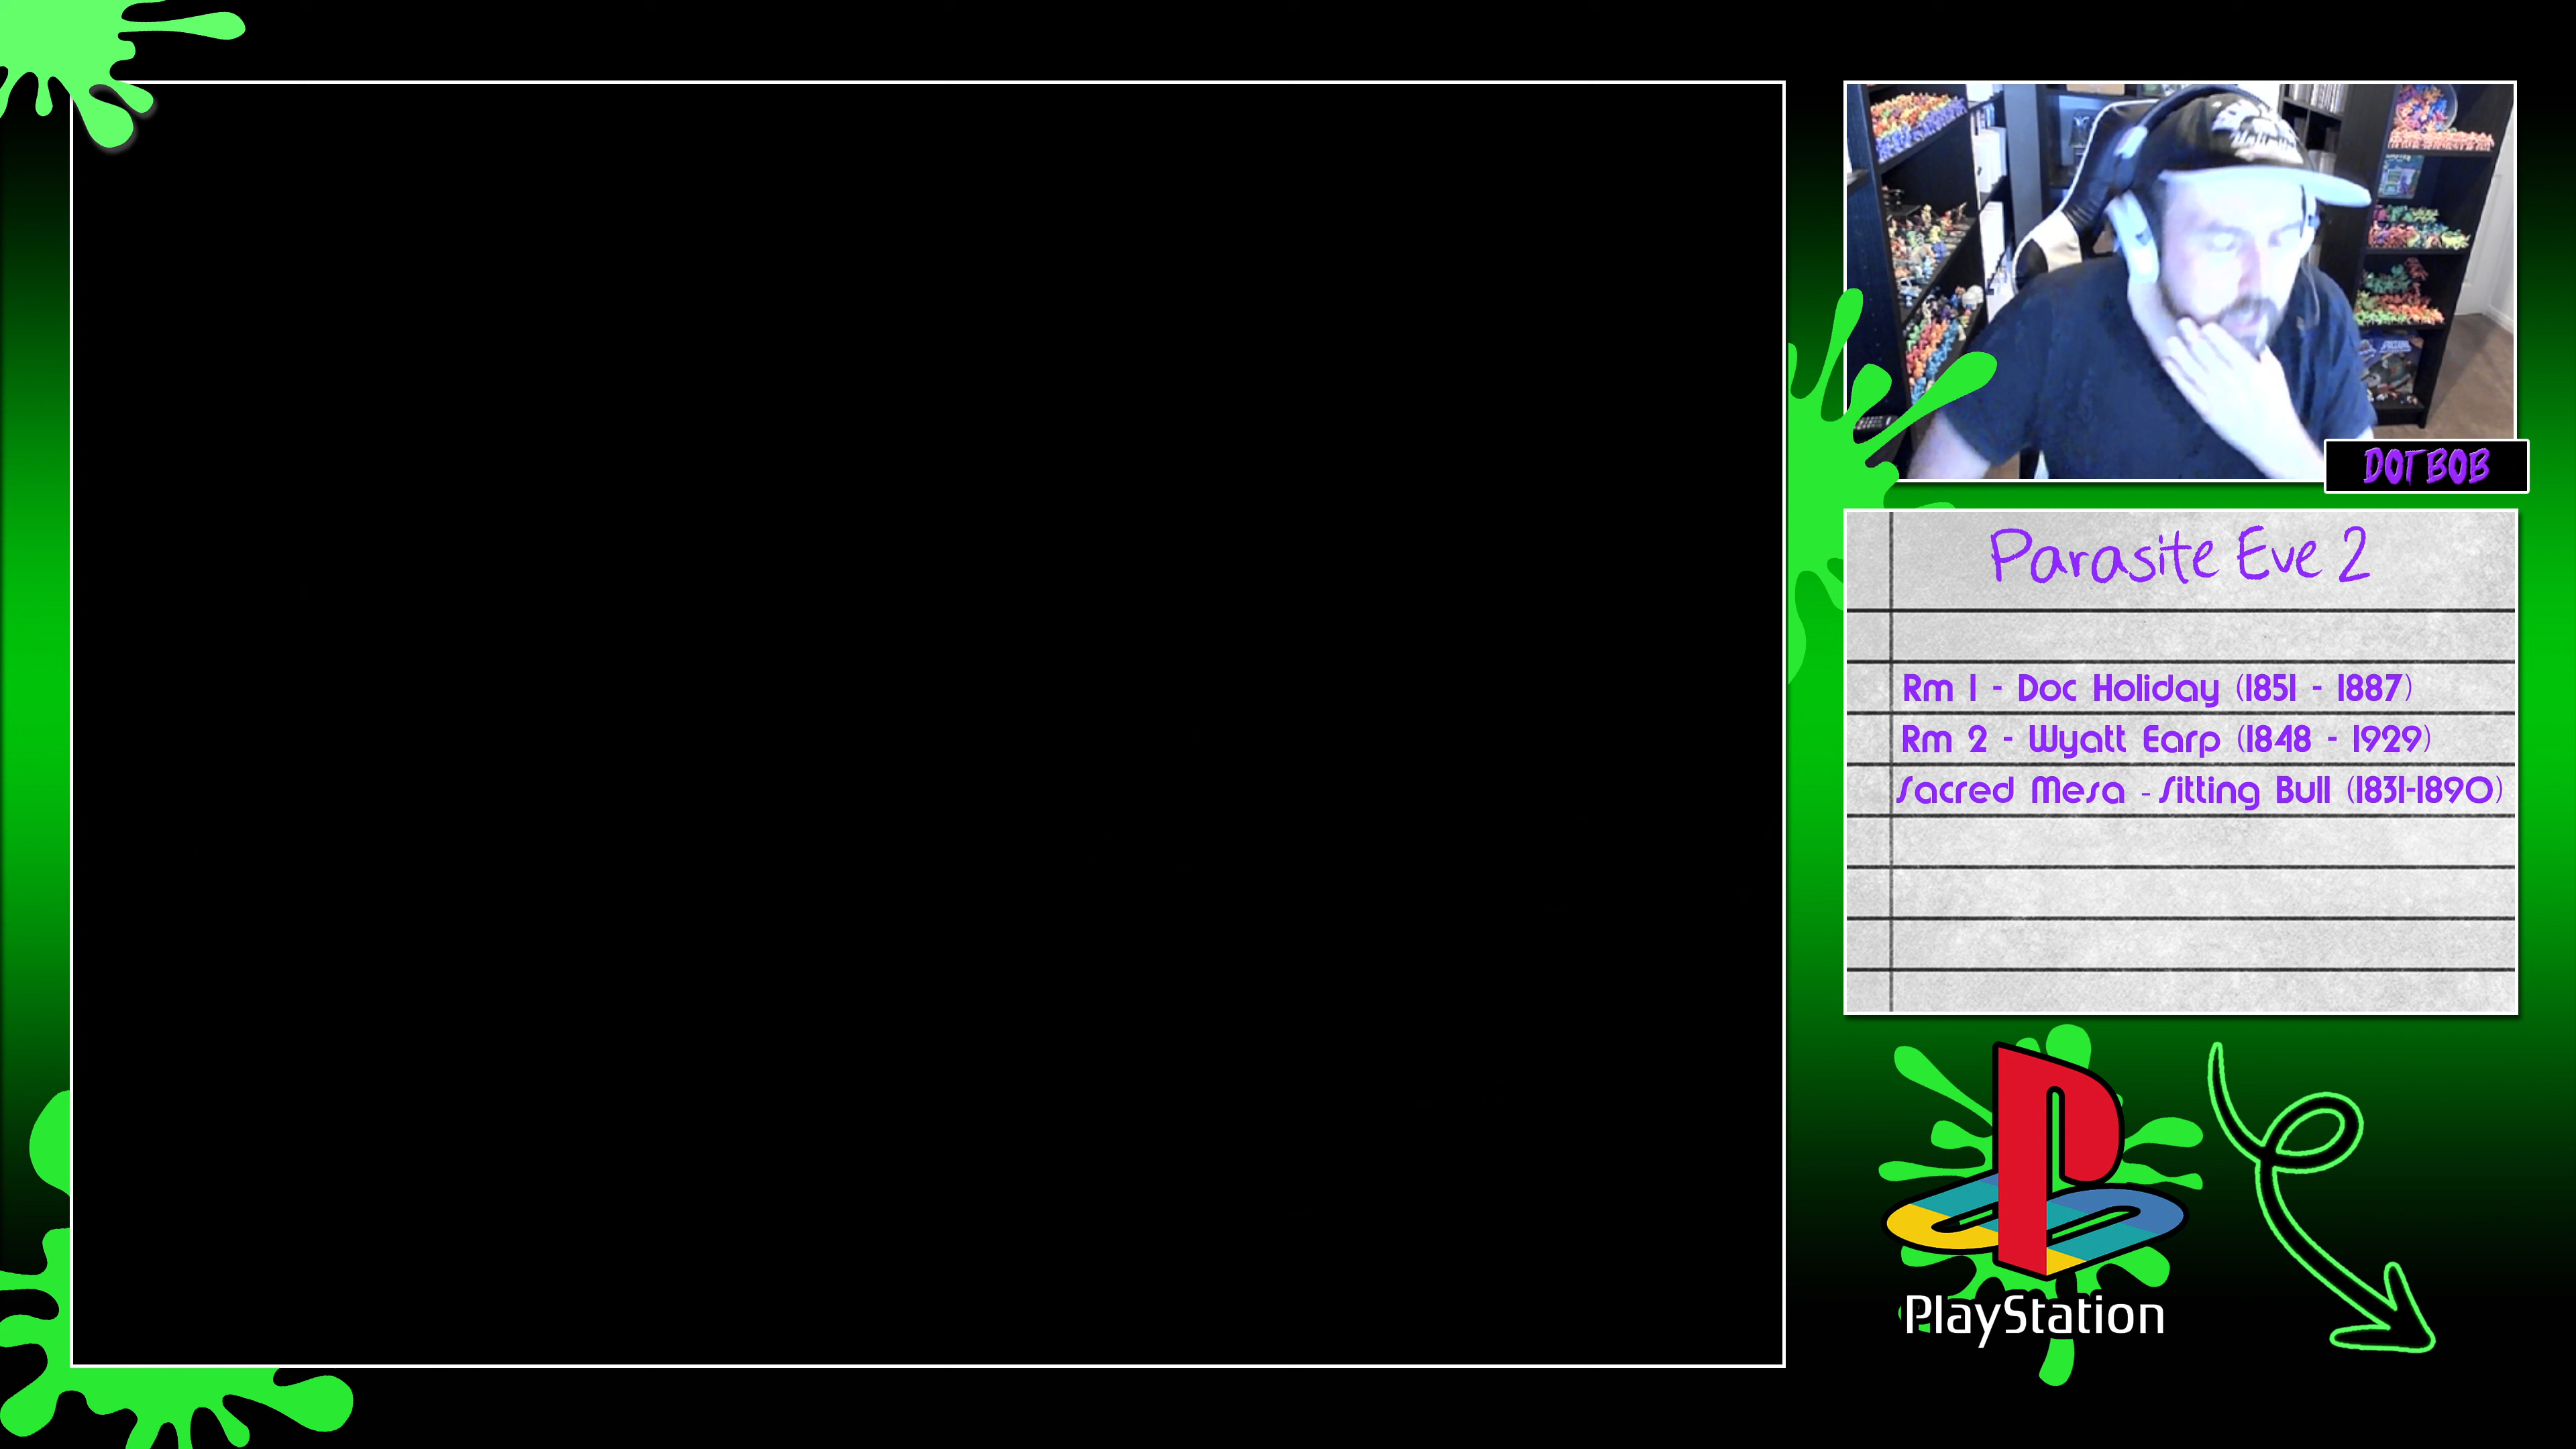 DOT BOB
Parasite Eve 2
Rm 1 - Doc Holiday (1851 - 1887)
Rm 2 - Wyatt Earp (1848 - 1929)
Sacred Mesa - Sitting Bull (1831-1890)
PlayStation